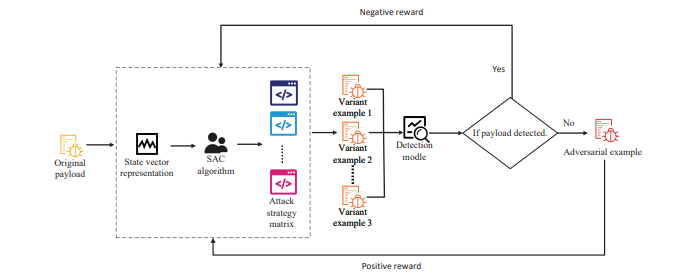 Negative reward
Yes
Original
payload
State vector
representation
SAC
algorithm
</>
</>
</>
Attack
strategy
matrix
Variant
example 1
Variant
example 2
Variant
example 3
Detection
modle
If payload detected.
No
Adversarial example
Positive reward